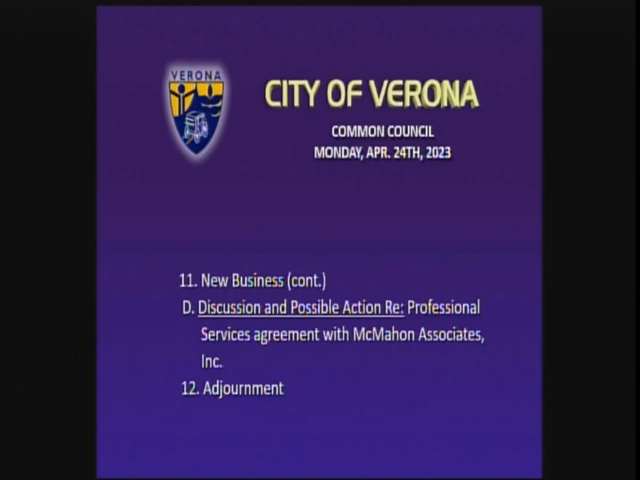 VERONA
CITY OF VERONA
COMMON COUNCIL
MONDAY, APR. 24TH, 2023
11. New Business (cont.)
D. Discussion and Possible Action Re: Professional
Services agreement with McMahon Associates,
Inc.
12. Adjournment